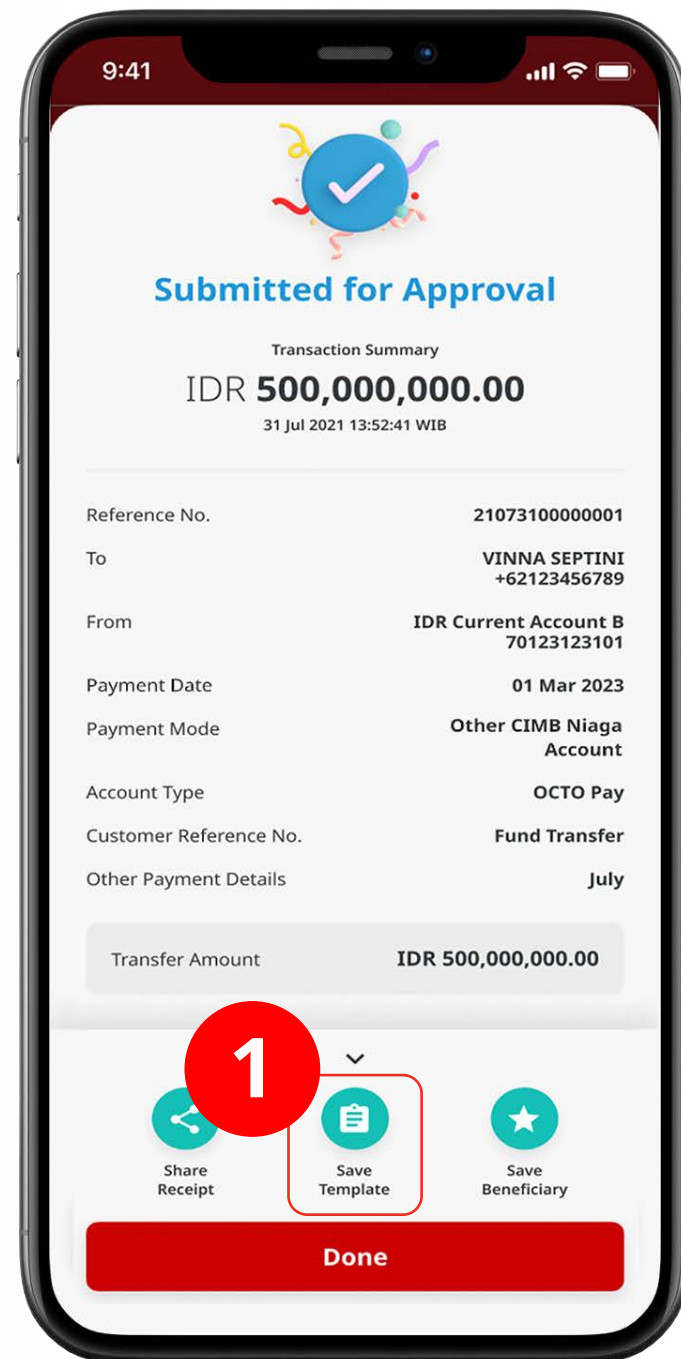 9:41
Submitted for Approval
Transaction Summary
IDR 500,000,000.00
31 Jul 2021 13:52:41 WIB
Reference No. 21073100000001
To VINNA SEPTINI
+62123456789
From IDR Current Account B
70123123101
Payment Date 01 Mar 2023
Payment Mode Other CIMB Niaga
Account
Account Type OCTO Pay
Customer Reference No. Fund Transfer
Other Payment Details July
Transfer Amount IDR 500,000,000.00
1
Share Save Save
Receipt Template Beneficiary
Done